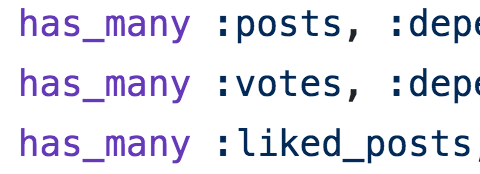 has_many :posts, :depe
has_many :votes, :depe
has_many :liked_posts,